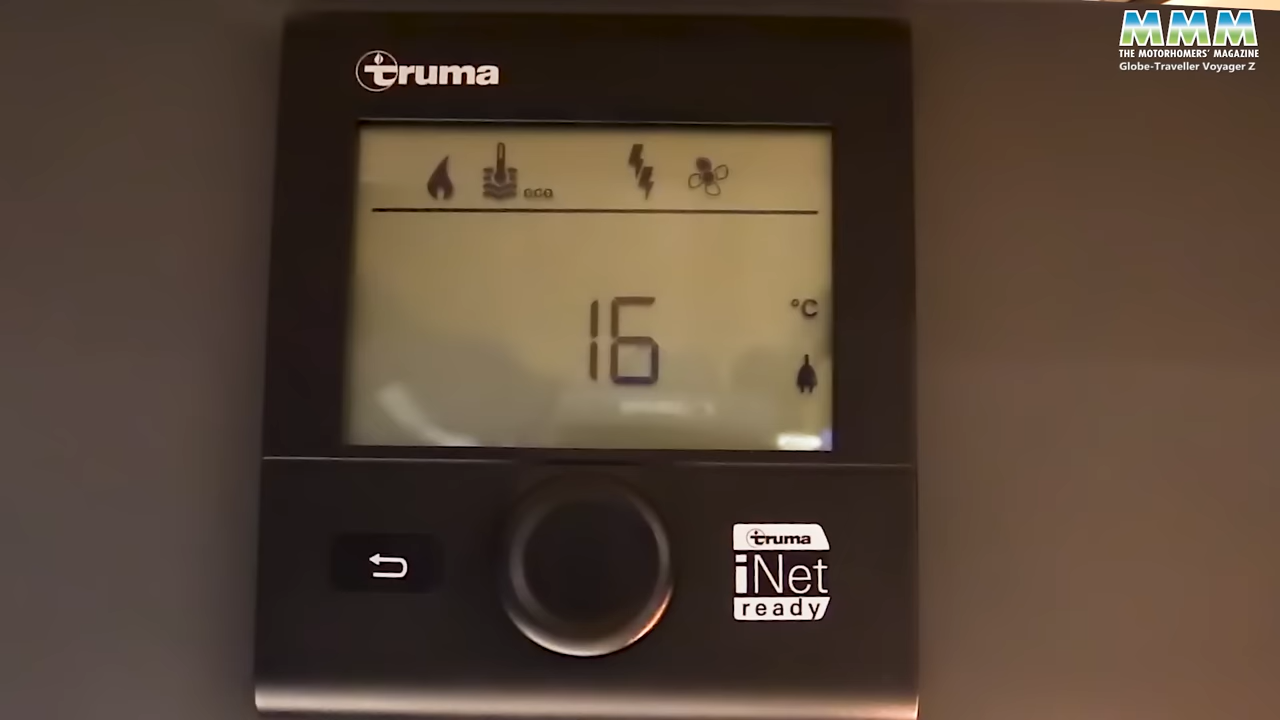 MMM
THE MOTORHOMERS' MAGAZINE
Globe-Traveller Voyager Z
truma
eco
16
°C
truma
iNet
ready